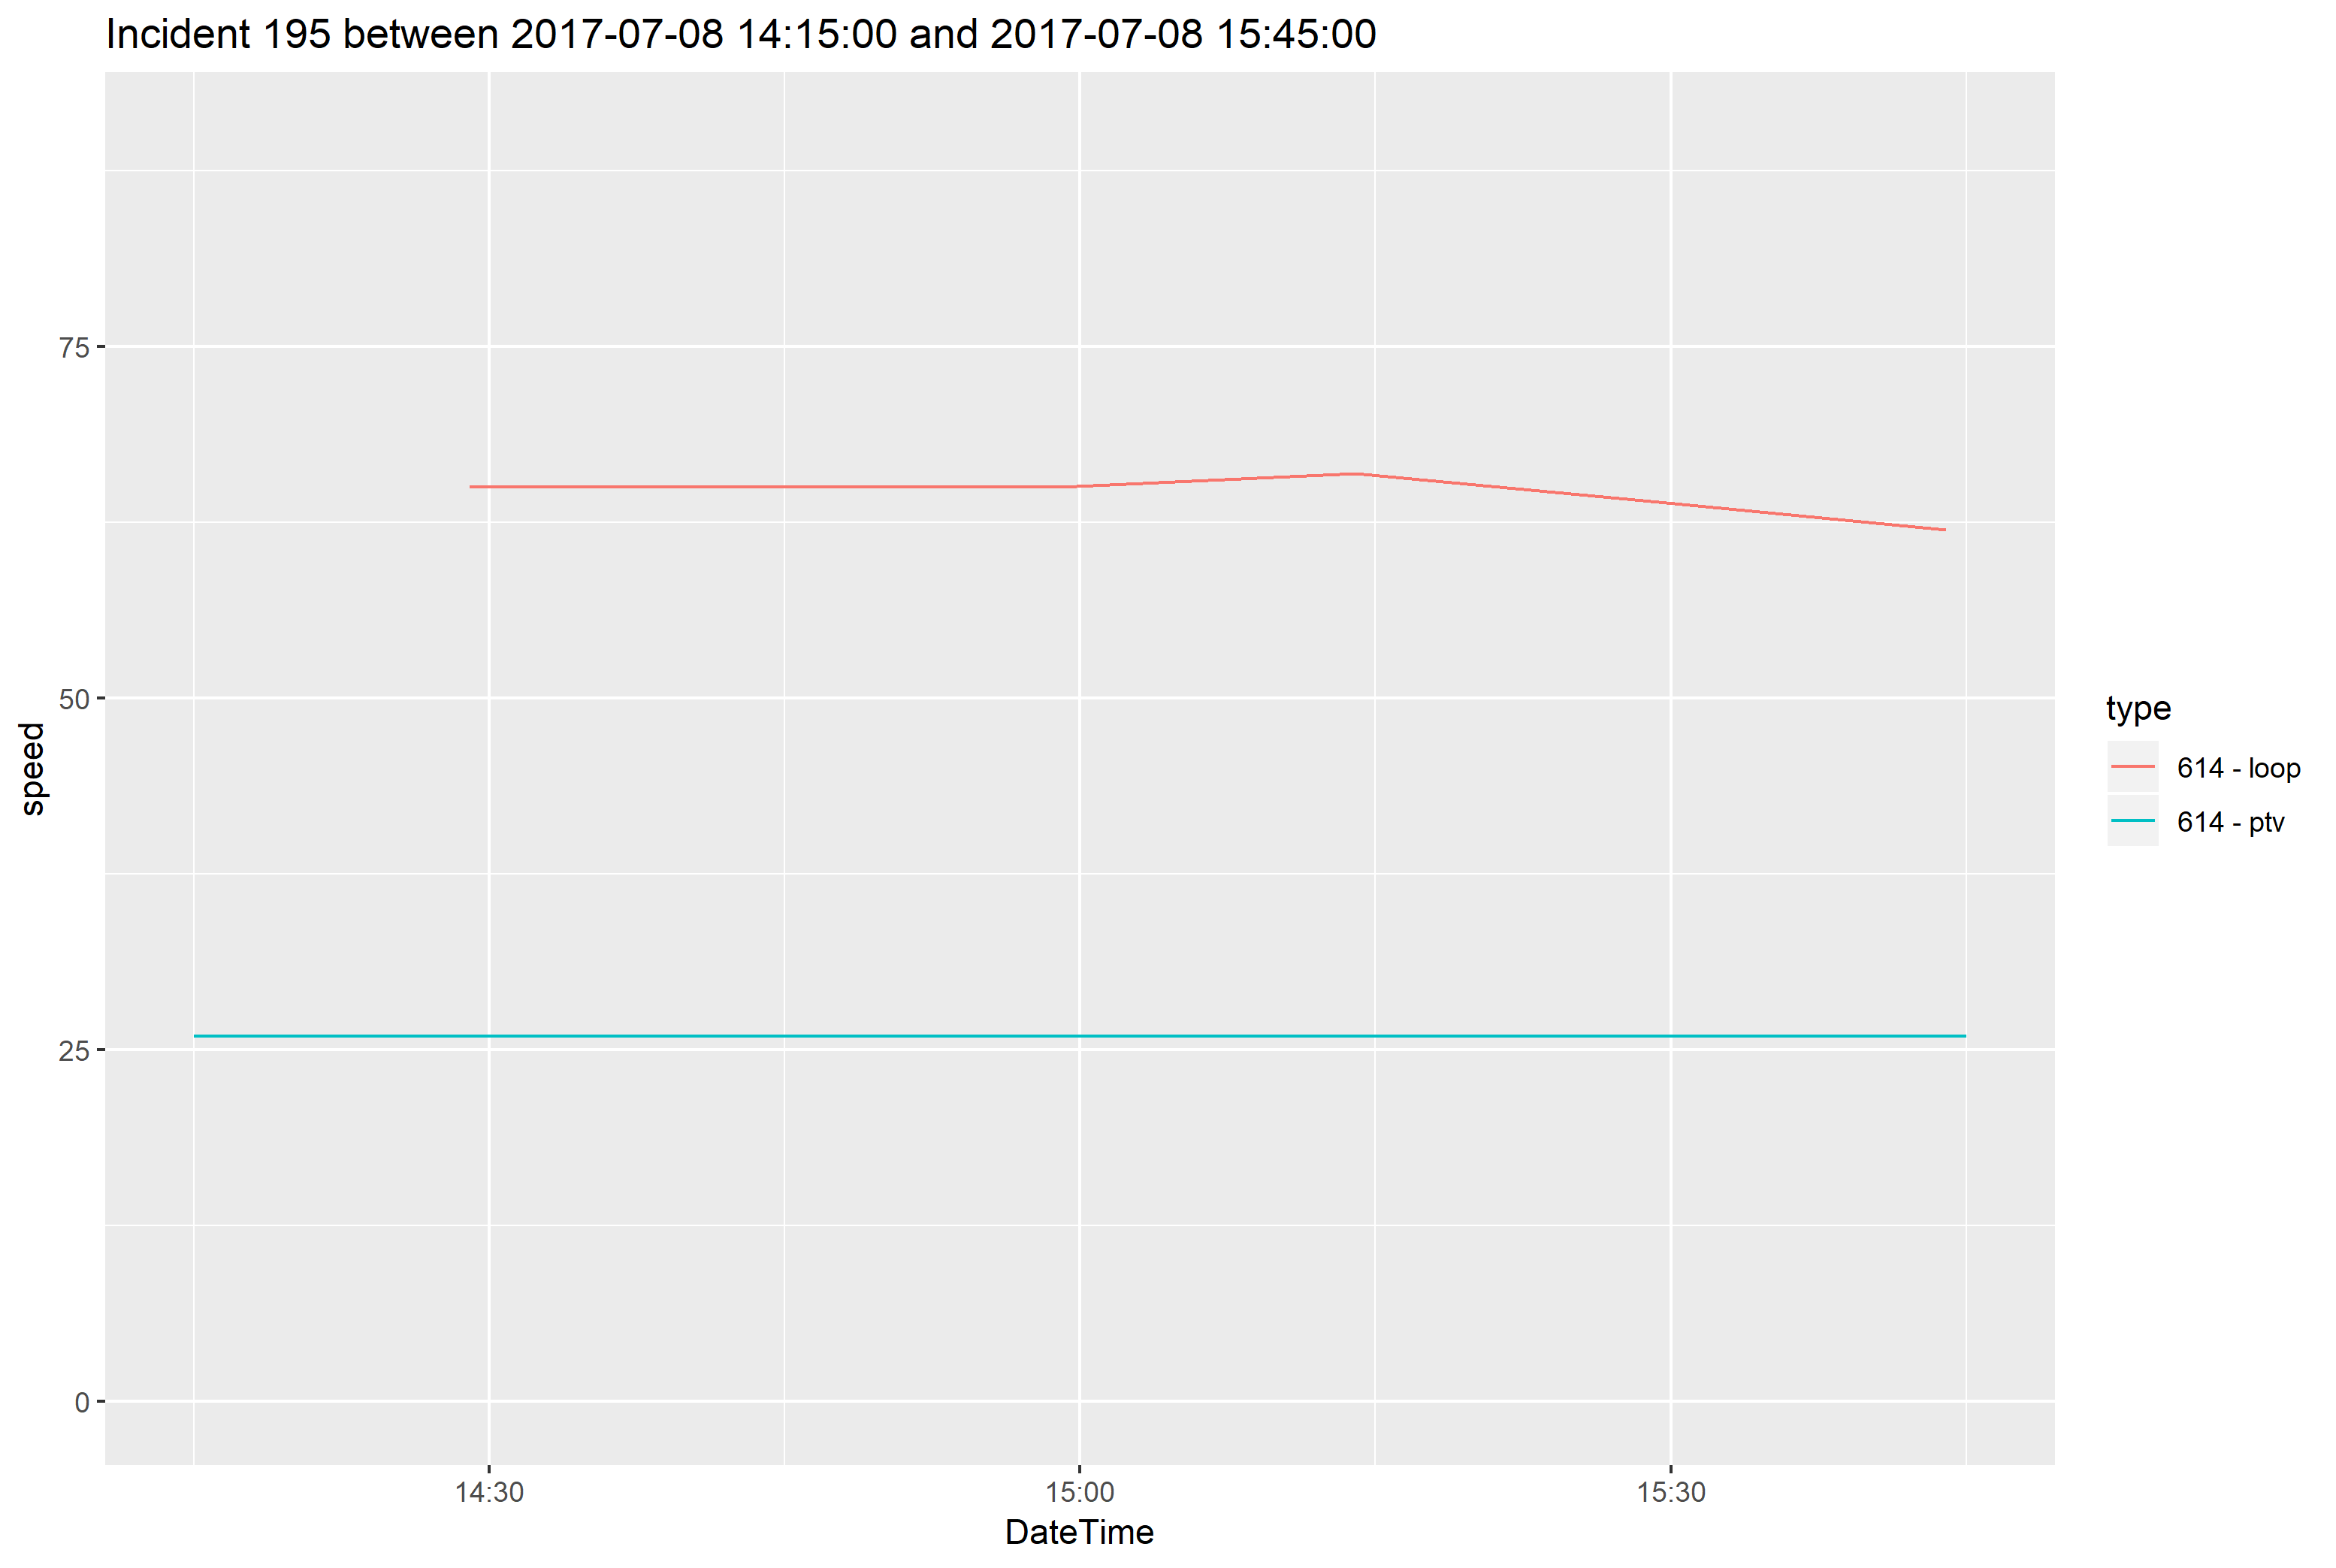 Incident 195 between 2017-07-08 14:15:00 and 2017-07-08 15:45:00
75
50
25
0
speed
14:30
15:00
15:30
DateTime
type
614 - loop
614 - ptv